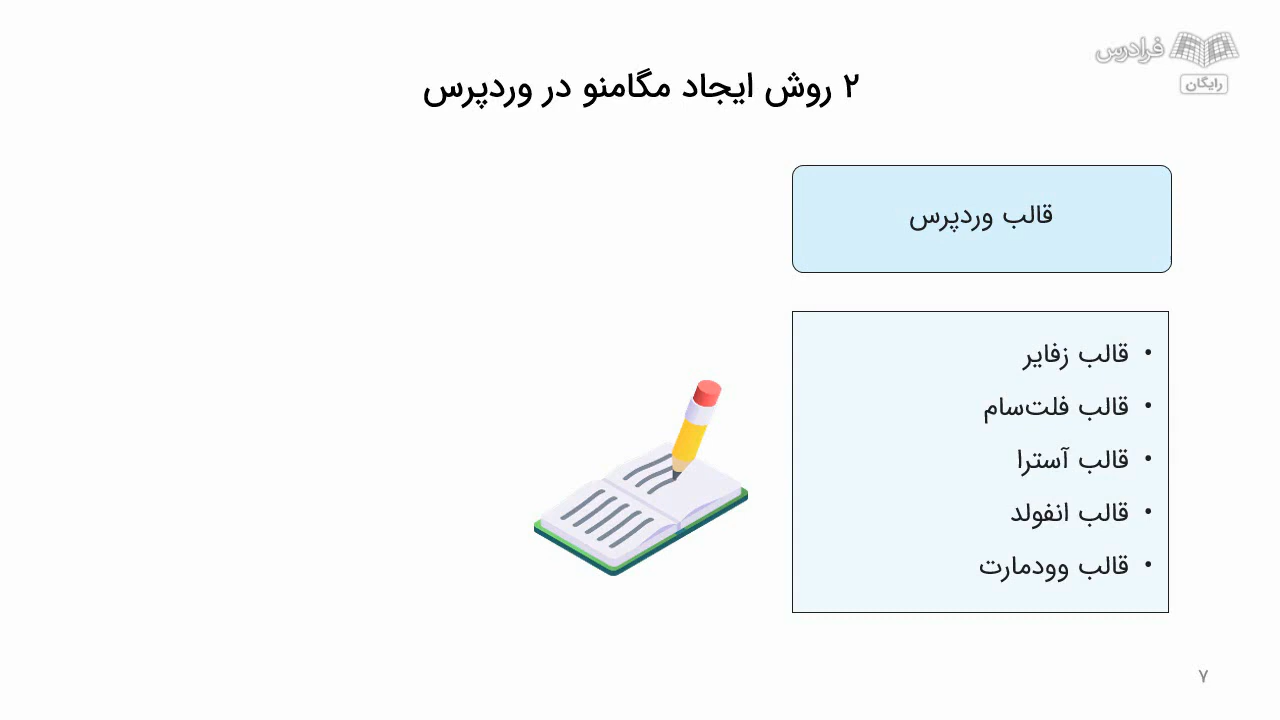 فرادرس
رایگان
۲ روش ایجاد مگامنو در وردپرس
قالب وردپرس
• قالب زفایر
• قالب فلت‌سام
• قالب آسترا
• قالب انفولد
• قالب وودمارت
۷